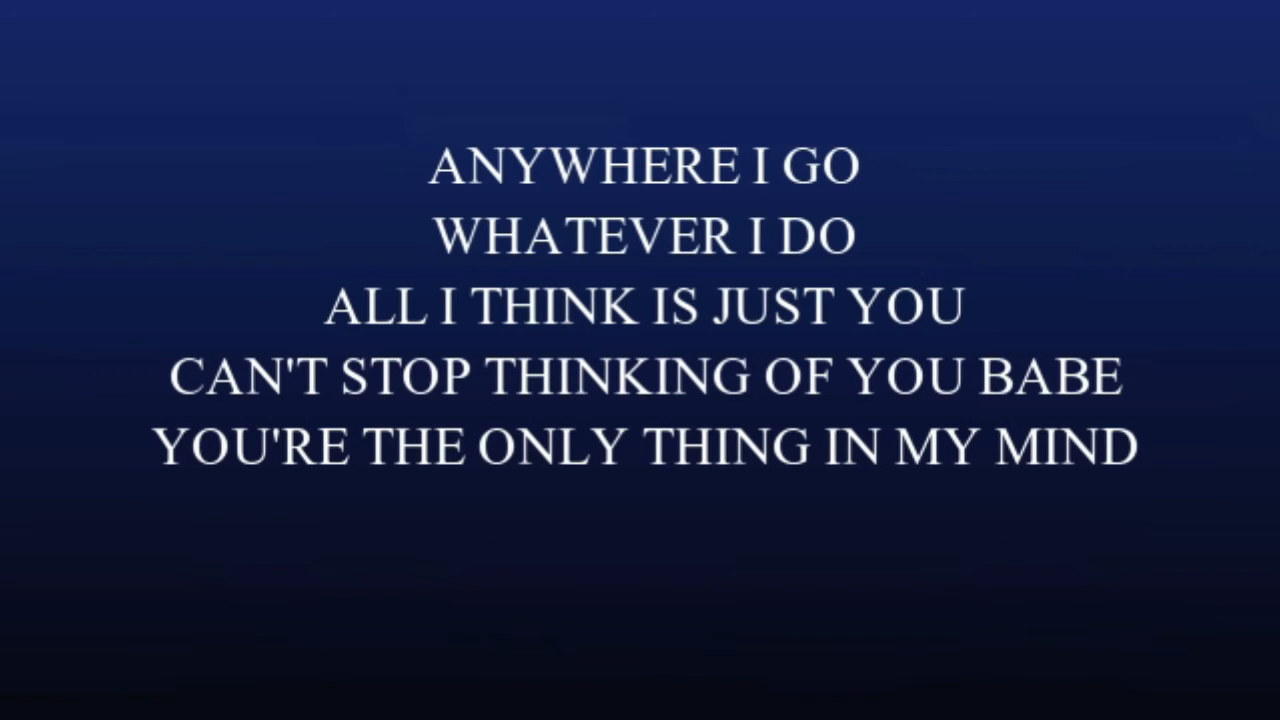 ANYWHERE I GO
WHATEVER I DO
ALL I THINK IS JUST YOU
CAN'T STOP THINKING OF YOU BABE
YOU'RE THE ONLY THING IN MY MIND